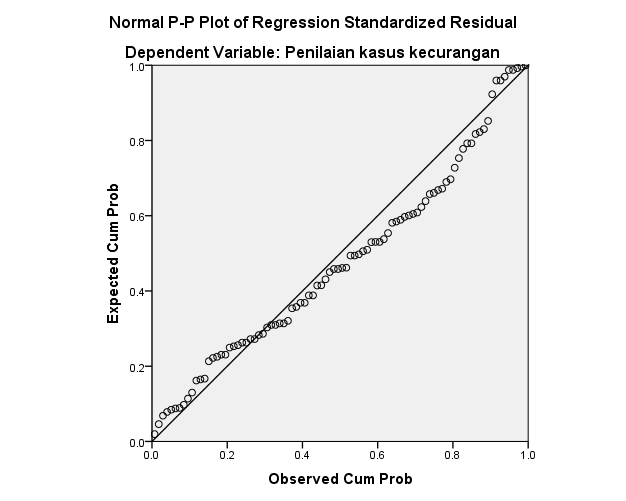 Normal P-P Plot of Regression Standardized Residual
Dependent Variable: Penilaian kasus kecurangan
1.0
0.8
0.6
0.4
0.2
0.0
Expected Cum Prob
0.0 0.2 0.4 0.6 0.8 1.0
Observed Cum Prob